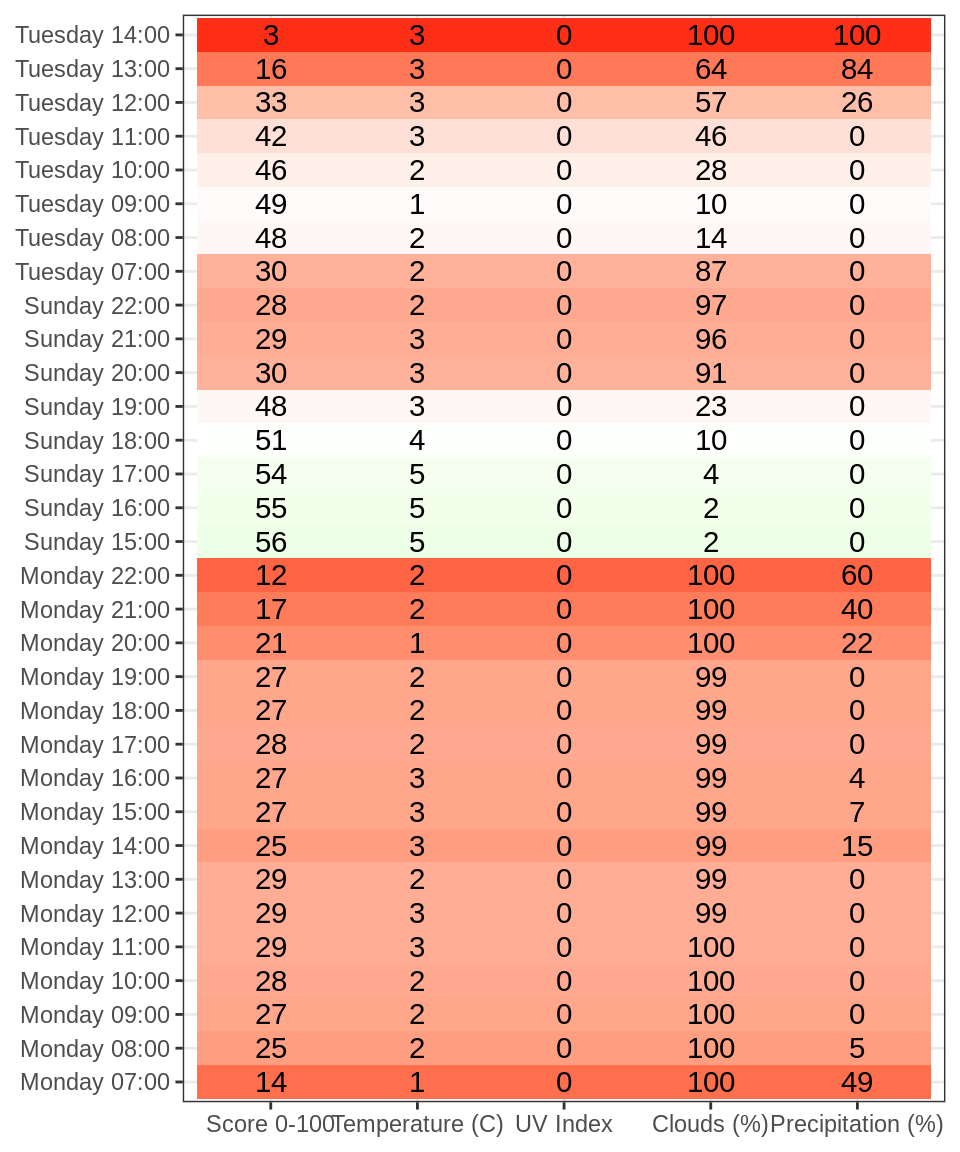 Tuesday 14:00 3 3 0 100 100
Tuesday 13:00 16 3 0 64 84
Tuesday 12:00 33 3 0 57 26
Tuesday 11:00 42 3 0 46 0
Tuesday 10:00 46 2 0 28 0
Tuesday 09:00 49 1 0 10 0
Tuesday 08:00 48 2 0 14 0
Tuesday 07:00 30 2 0 87 0
Sunday 22:00 28 2 0 97 0
Sunday 21:00 29 3 0 96 0
Sunday 20:00 30 3 0 91 0
Sunday 19:00 48 3 0 23 0
Sunday 18:00 51 4 0 10 0
Sunday 17:00 54 5 0 4 0
Sunday 16:00 55 5 0 2 0
Sunday 15:00 56 5 0 2 0
Monday 22:00 12 2 0 100 60
Monday 21:00 17 2 0 100 40
Monday 20:00 21 1 0 100 22
Monday 19:00 27 2 0 99 0
Monday 18:00 27 2 0 99 0
Monday 17:00 28 2 0 99 0
Monday 16:00 27 3 0 99 4
Monday 15:00 27 3 0 99 7
Monday 14:00 25 3 0 99 15
Monday 13:00 29 2 0 99 0
Monday 12:00 29 3 0 99 0
Monday 11:00 29 3 0 100 0
Monday 10:00 28 2 0 100 0
Monday 09:00 27 2 0 100 0
Monday 08:00 25 2 0 100 5
Monday 07:00 14 1 0 100 49
Score 0-100 Temperature (C) UV Index Clouds (%) Precipitation (%)